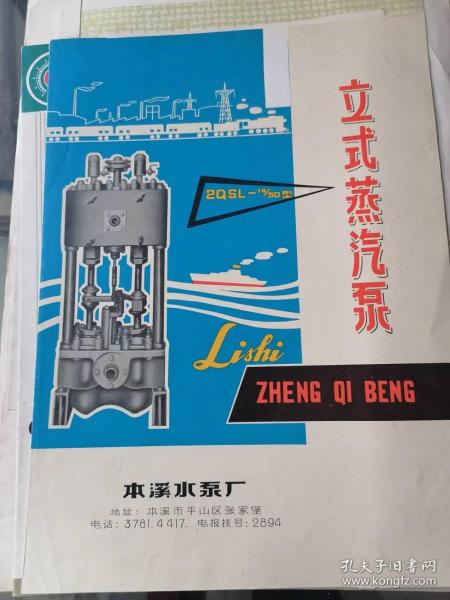 立式蒸汽泵
2QSL-10/50型
Lishi
ZHENG QI BENG
本溪水泵厂
地址: 本溪市平山区张家堡
电话: 3781.4417. 电报挂号: 2894
孔夫子旧书网
www.kongfz.com